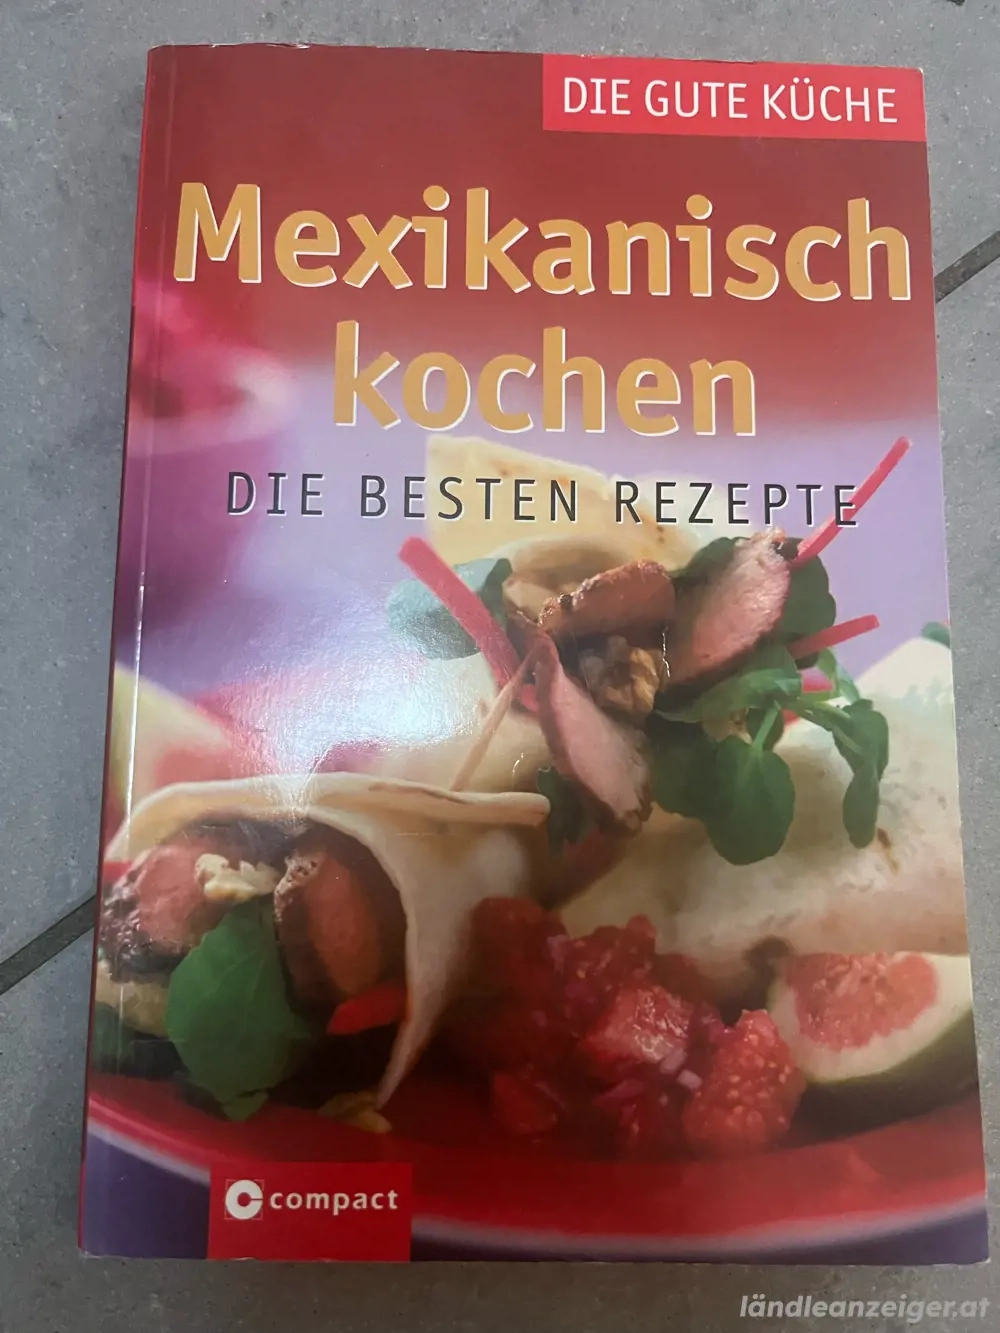 DIE GUTE KÜCHE
Mexikanisch
kochen
DIE BESTEN REZEPTE
compact
ländleanzeiger.at